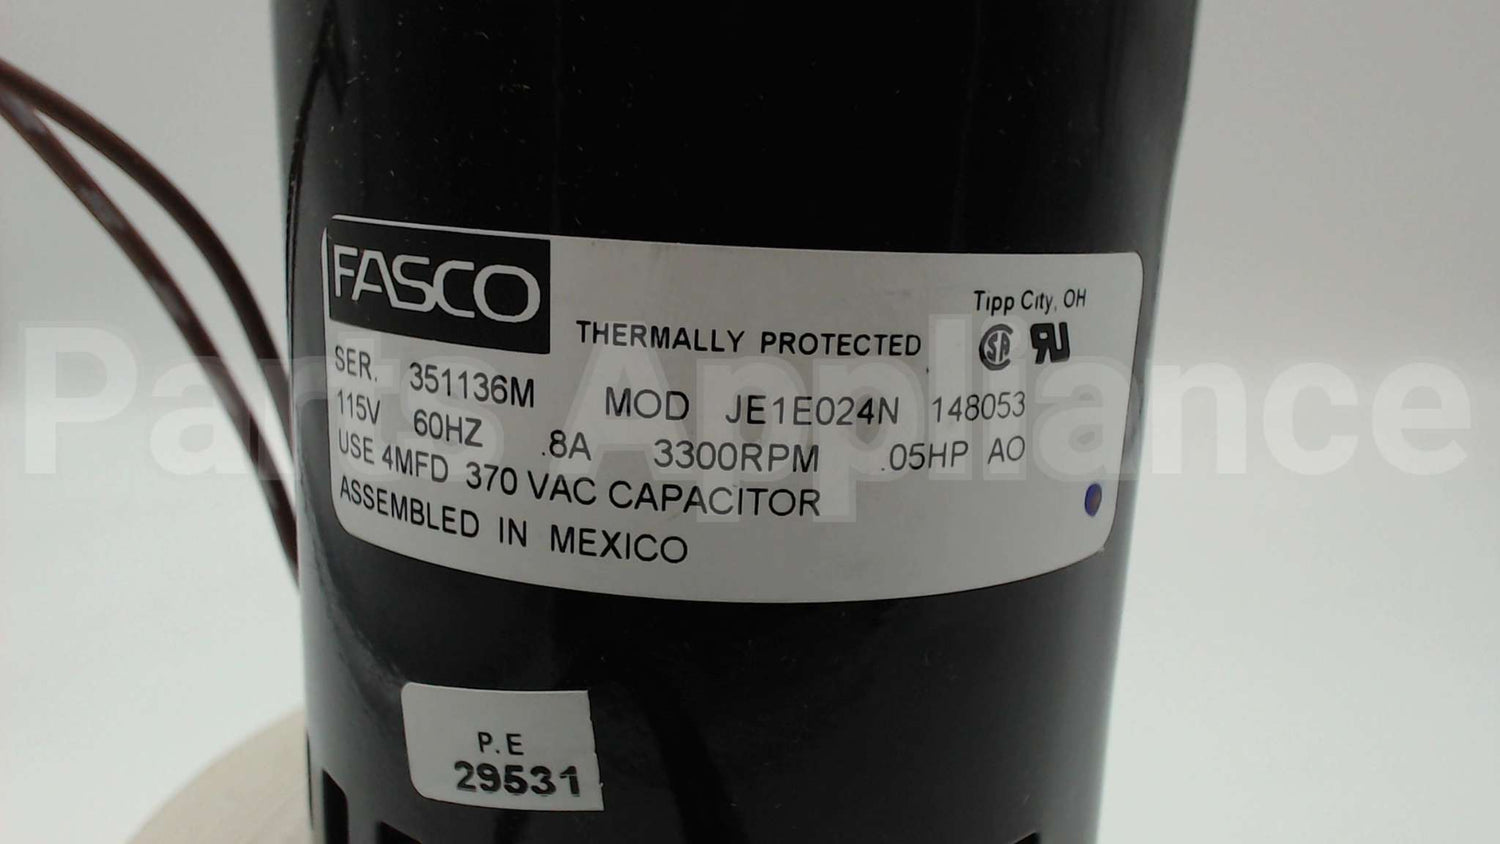 FASCO
Tipp City, OH
THERMALLY PROTECTED
SER. 351136M MOD JE1E024N 148053
115V 60HZ .8A 3300RPM .05HP AO
USE 4MFD 370 VAC CAPACITOR
ASSEMBLED IN MEXICO
P.E
29531
Parts Appliance